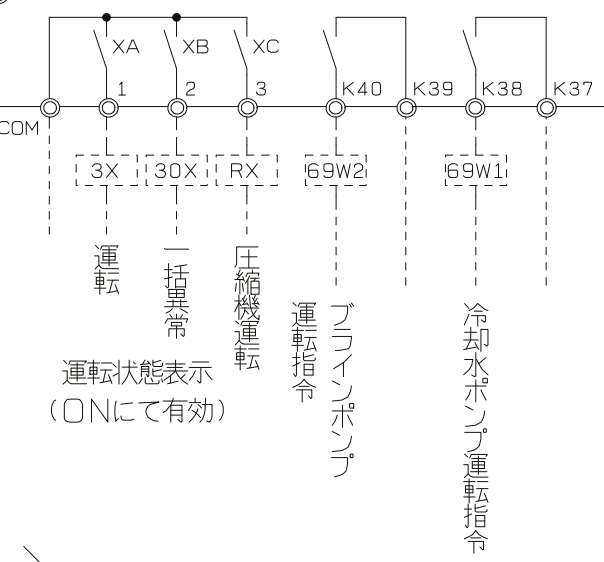 XA
XB
XC
COM
1
2
3
K40
K39
K38
K37
3X
30X
RX
69W2
69W1
運転
一括異常
圧縮機運転
運転状態表示
(ONにて有効)
ブラインポンプ
運転指令
冷却水ポンプ運転指令